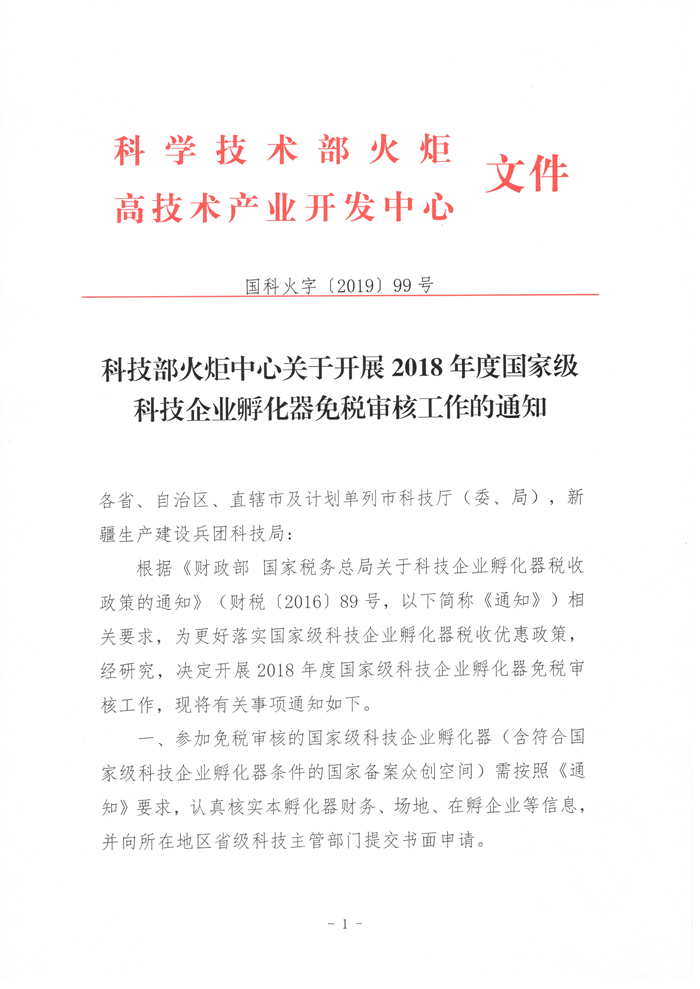 科学技术部火炬
高技术产业开发中心
文件
国科火字〔2019〕99号
科技部火炬中心关于开展 2018 年度国家级
科技企业孵化器免税审核工作的通知
各省、自治区、直辖市及计划单列市科技厅（委、局），新
疆生产建设兵团科技局：
根据《财政部 国家税务总局关于科技企业孵化器税收
政策的通知》（财税〔2016〕89号，以下简称《通知》）相
关要求，为更好落实国家级科技企业孵化器税收优惠政策，
经研究，决定开展 2018 年度国家级科技企业孵化器免税审
核工作，现将有关事项通知如下。
一、参加免税审核的国家级科技企业孵化器（含符合国
家级科技企业孵化器条件的国家备案众创空间）需按照《通
知》要求，认真核实本孵化器财务、场地、在孵企业等信息，
并向所在地区省级科技主管部门提交书面申请。
- 1 -